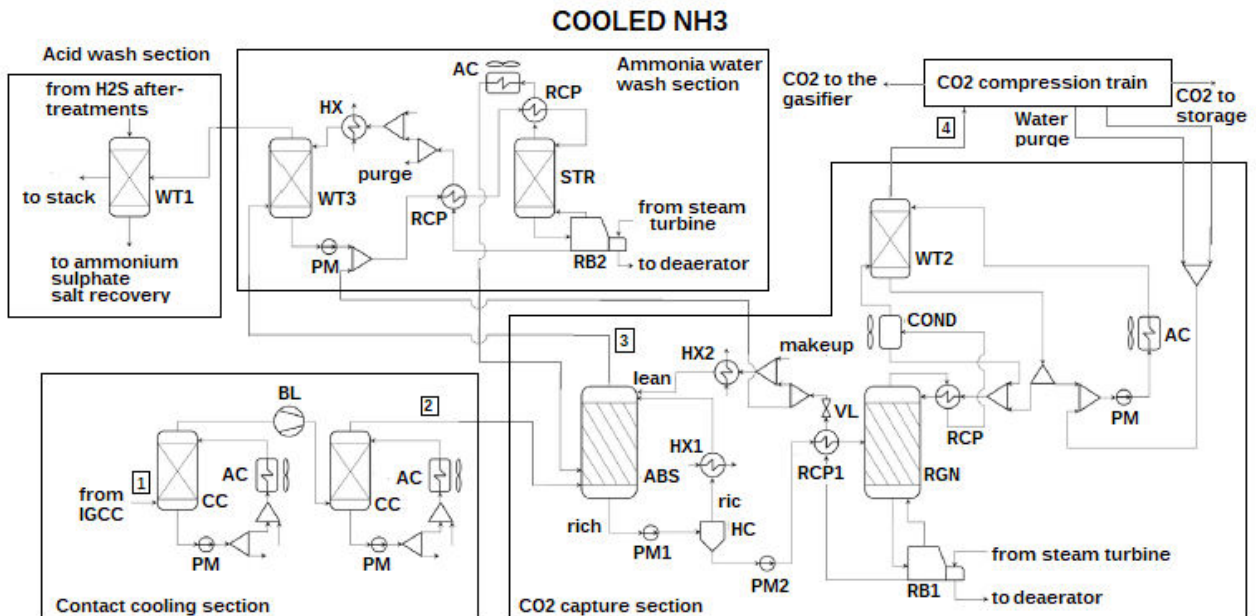 COOLED NH3
Acid wash section
from H2S after-
treatments
to stack
WT1
to ammonium
sulphate
salt recovery
Ammonia water
wash section
AC
RCP
HX
purge
WT3
RCP
STR
PM
from steam
turbine
RB2
to deaerator
CO2 to the
gasifier
CO2 compression train
CO2 to
storage
Water
purge
4
WT2
COND
AC
PM
RCP
3
HX2
makeup
lean
VL
HX1
ABS
RCP1
RGN
ric
rich
HC
PM1
PM2
from steam turbine
RB1
to deaerator
CO2 capture section
BL
2
1
from
IGCC
AC
CC
PM
AC
CC
PM
Contact cooling section